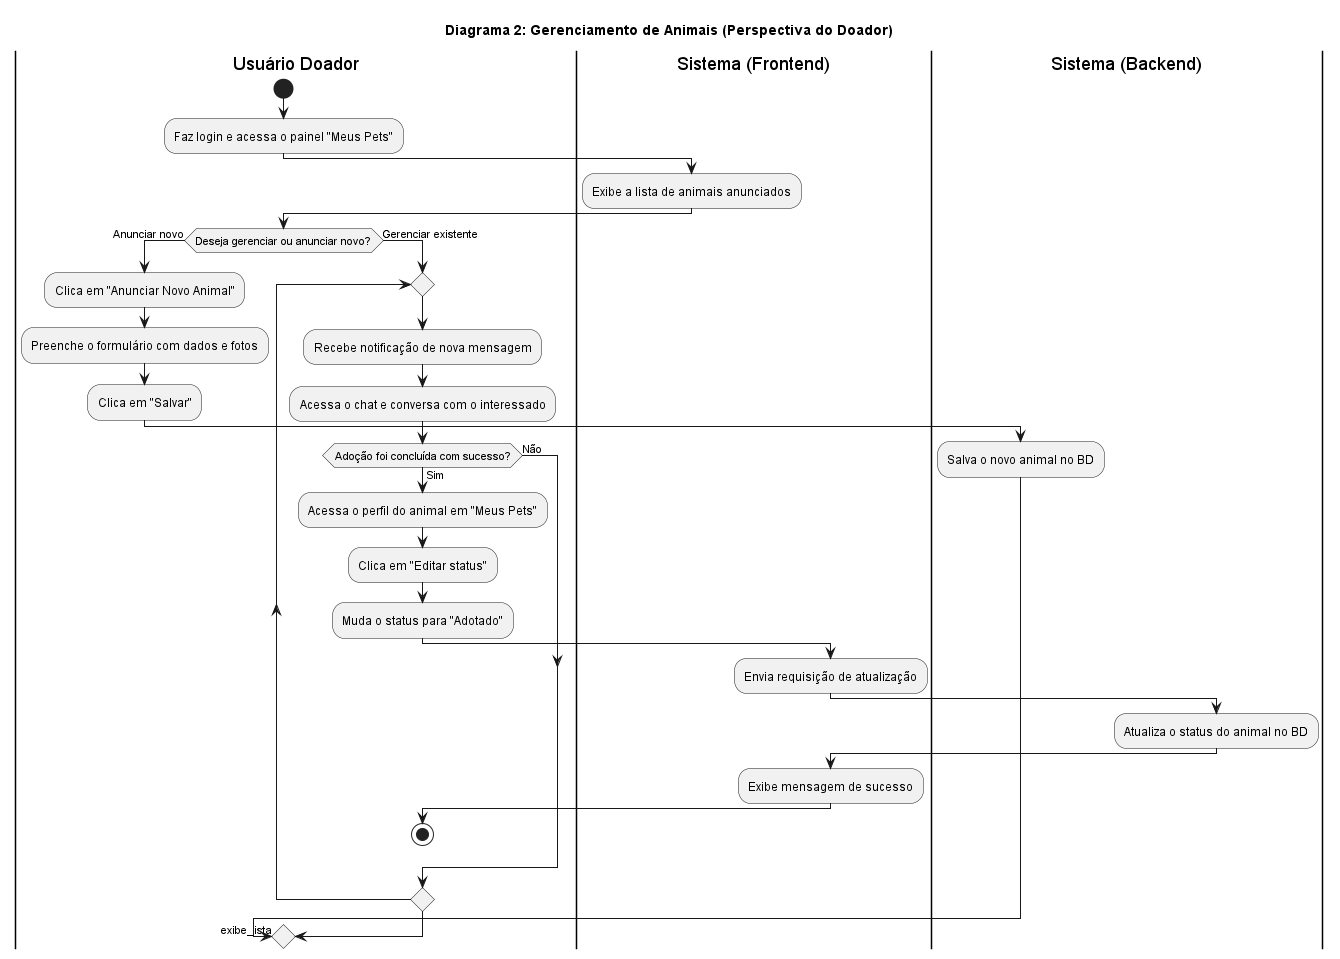 Diagrama 2: Gerenciamento de Animais (Perspectiva do Doador)
Usuário Doador
Sistema (Frontend)
Sistema (Backend)
Faz login e acessa o painel "Meus Pets"
Exibe a lista de animais anunciados
Anunciar novo
Deseja gerenciar ou anunciar novo?
Gerenciar existente
Clica em "Anunciar Novo Animal"
Preenche o formulário com dados e fotos
Recebe notificação de nova mensagem
Clica em "Salvar"
Acessa o chat e conversa com o interessado
Adoção foi concluída com sucesso?
Não
Salva o novo animal no BD
Sim
Acessa o perfil do animal em "Meus Pets"
Clica em "Editar status"
Muda o status para "Adotado"
Envia requisição de atualização
Atualiza o status do animal no BD
Exibe mensagem de sucesso
exibe_lista